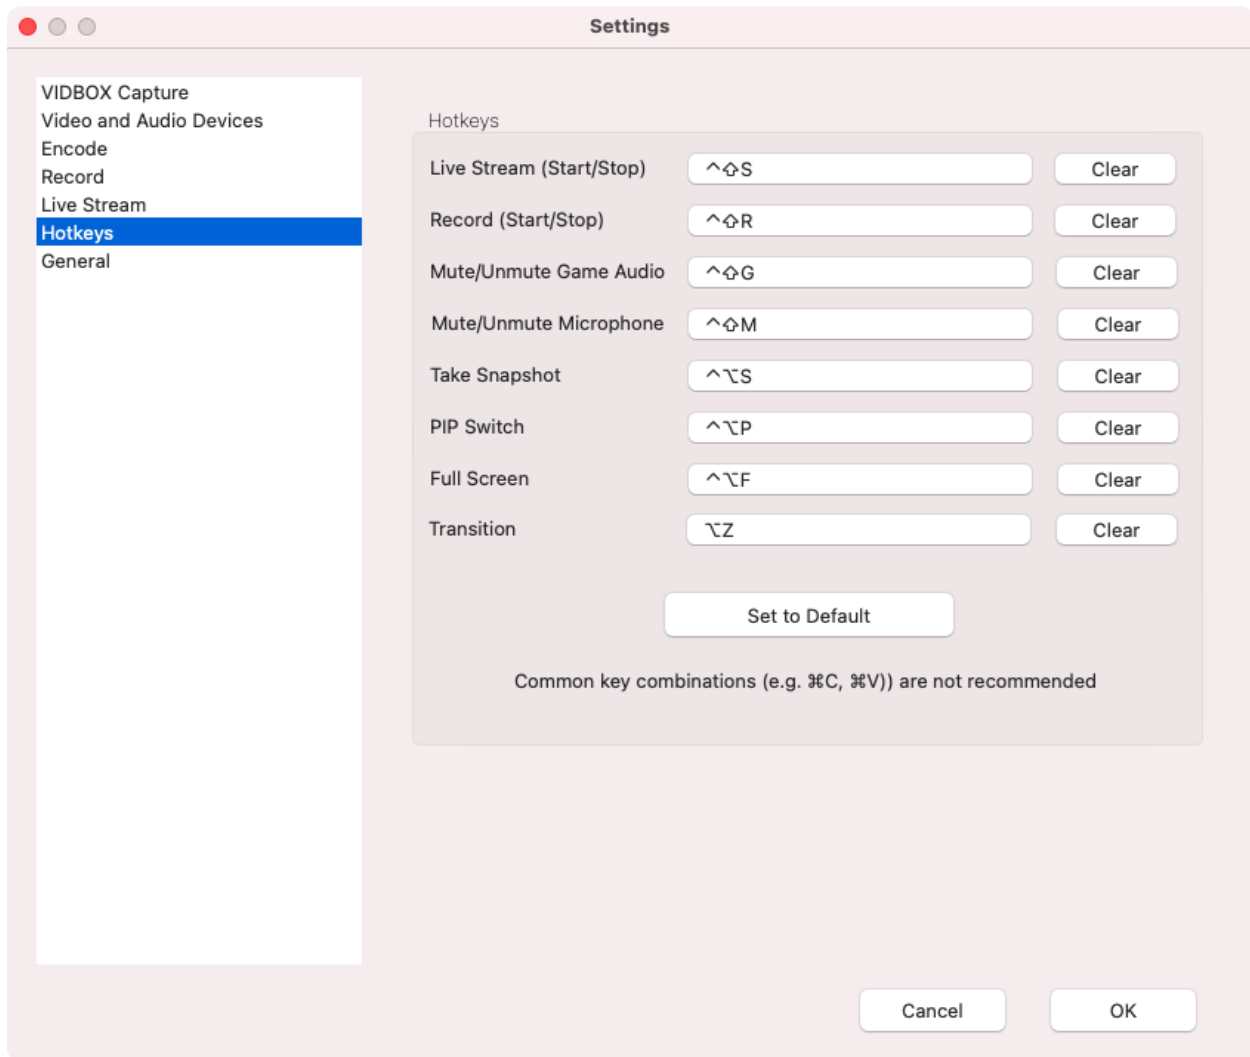 Settings
VIDBOX Capture
Video and Audio Devices
Encode
Record
Live Stream
Hotkeys
General
Hotkeys
Live Stream (Start/Stop) ^⇧S Clear
Record (Start/Stop) ^⇧R Clear
Mute/Unmute Game Audio ^⇧G Clear
Mute/Unmute Microphone ^⇧M Clear
Take Snapshot ^⌥S Clear
PIP Switch ^⌥P Clear
Full Screen ^⌥F Clear
Transition ⌥Z Clear
Set to Default
Common key combinations (e.g. ⌘C, ⌘V)) are not recommended
Cancel OK